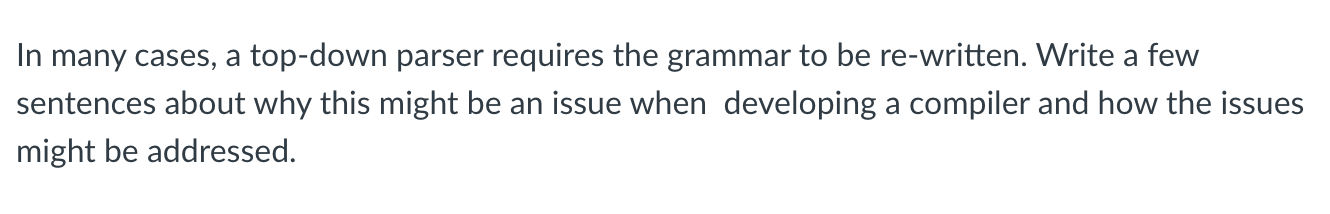 In many cases, a top-down parser requires the grammar to be re-written. Write a few
sentences about why this might be an issue when  developing a compiler and how the issues
might be addressed.